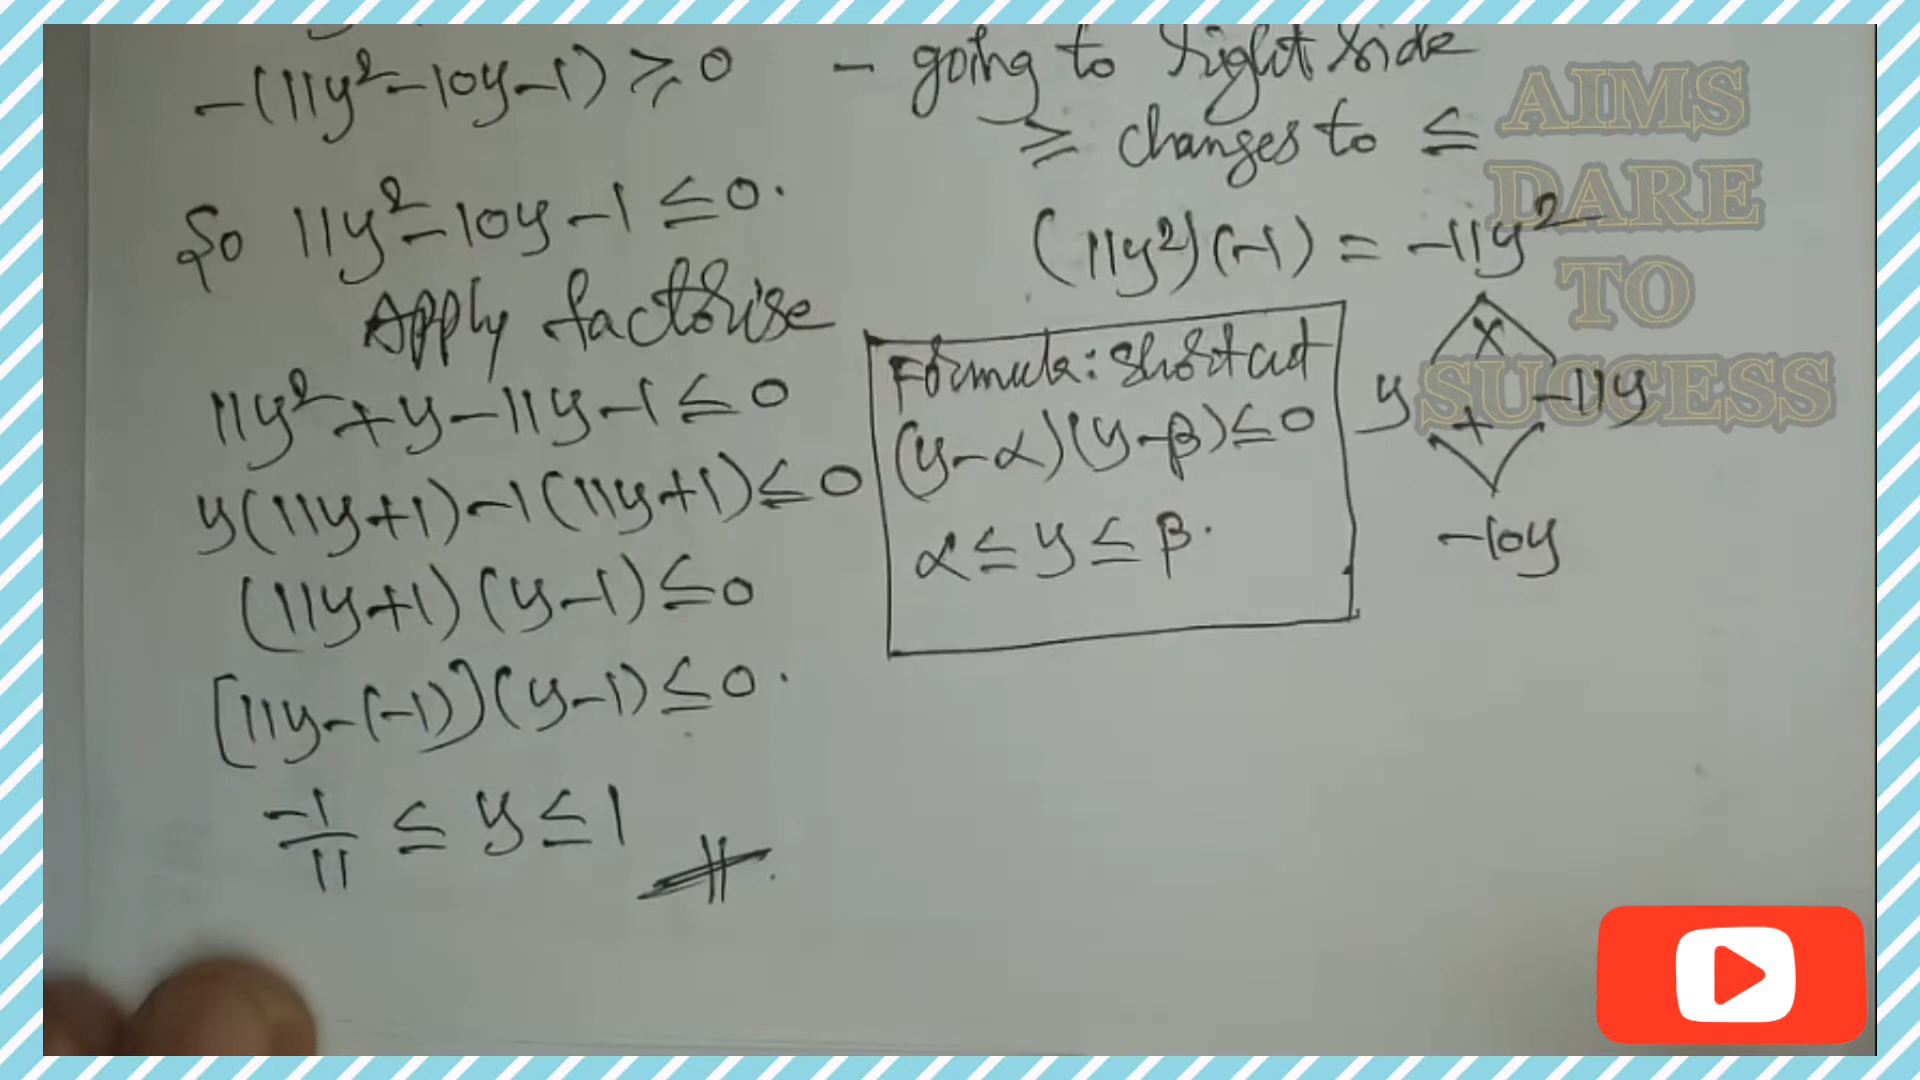 -(11y²-10y-1) ≥ 0 - going to right side
≥ changes to ≤
So 11y²-10y-1 ≤ 0.
(11y²)(-1) = -11y²
Apply factorise
11y²+y-11y-1 ≤ 0
y(11y+1)-1(11y+1) ≤ 0
(11y+1)(y-1) ≤ 0
[11y-(-1)](y-1) ≤ 0.
-1/11 ≤ y ≤ 1
Formula: Shortcut
(y-α)(y-β) ≤ 0
α ≤ y ≤ β.
×
y -11y
+
-10y
AIMS
DARE
TO
SUCCESS